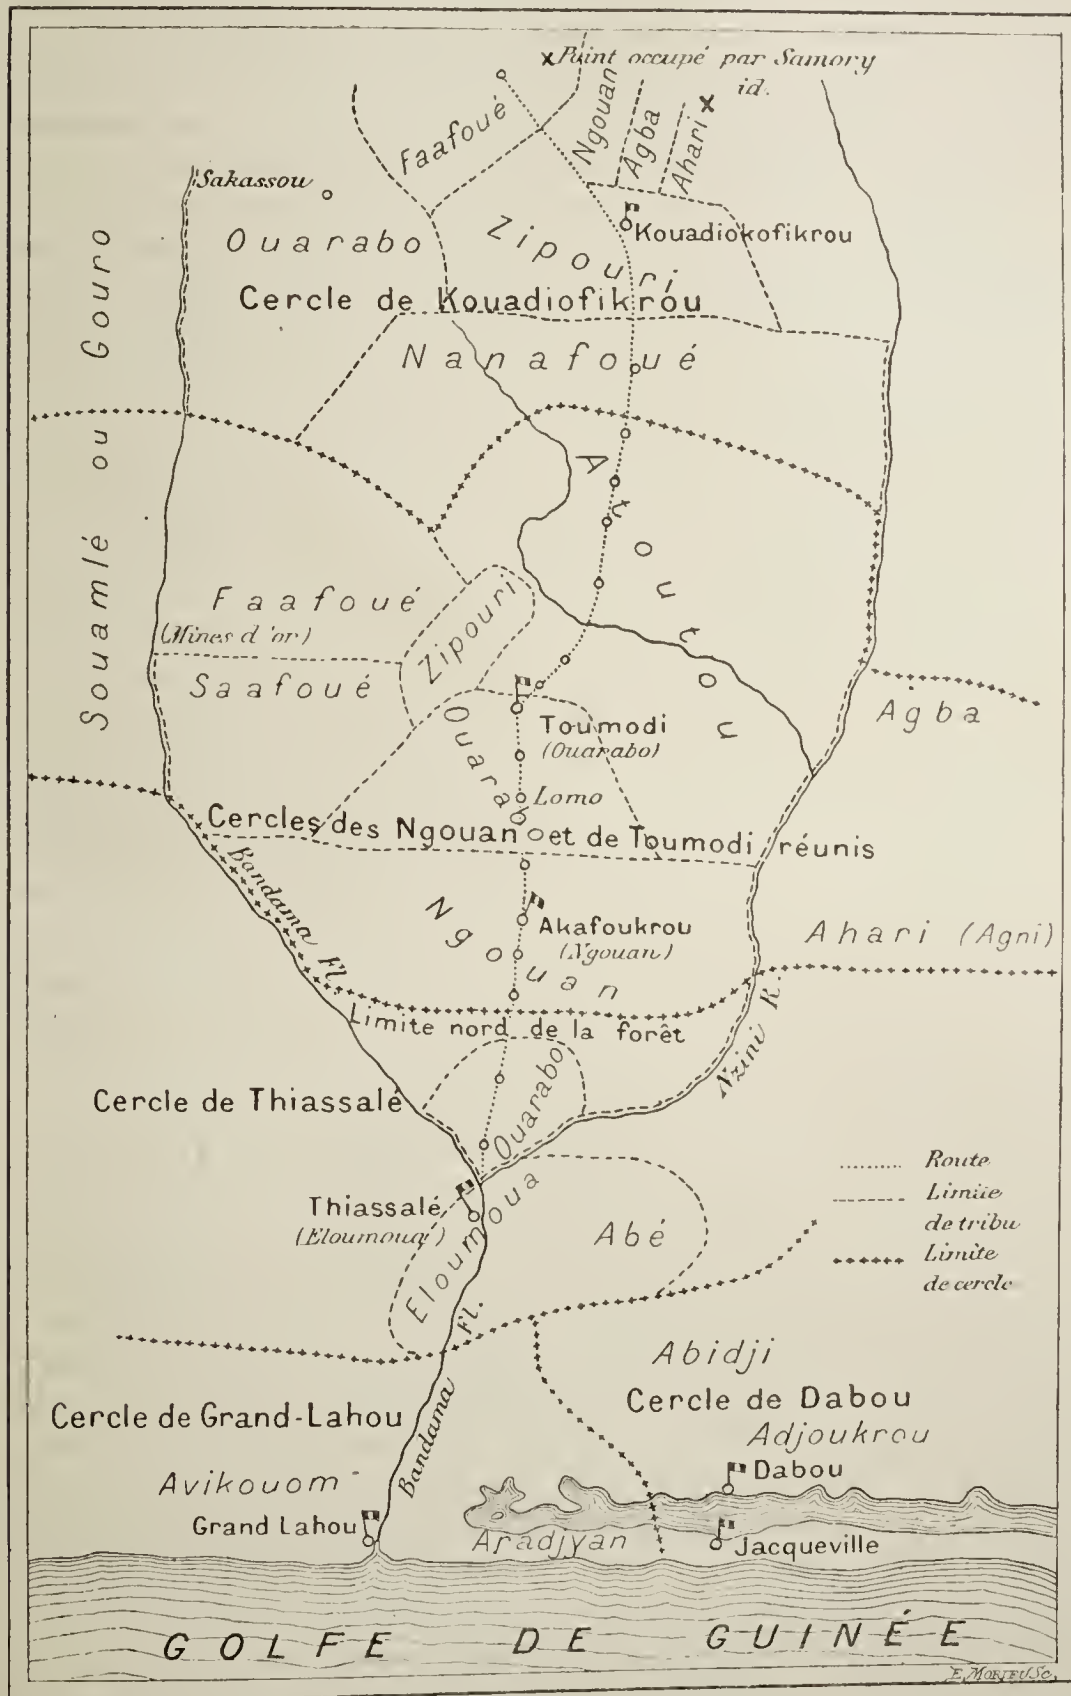 Point occupé par Samory
id.
Faafoué
Ngouan
Agba
Ahari
Sakassou
Ouarabo
Zipouri
Kouadiokofikrou
Cercle de Kouadiofikrou
Nanafoué
Souamlé ou Gouro
Atoutou
Faafoué
(Mines d'or)
Zipouri
Saafoué
Toumodi
(Ouarabo)
Agba
Ouarabo
Lomo
Cercles des Ngouan et de Toumodi réunis
Bandama Fl.
Ngouan
Akafoukrou
(Ngouan)
Ahari (Agni)
Limite nord de la forêt
Nzini R.
Ouarabo
Cercle de Thiassalé
Thiassalé
(Eloumoua)
Eloumoua
Abé
Route
Limite
de tribu
Limite
de cercle
Abidji
Cercle de Dabou
Adjoukrou
Cercle de Grand-Lahou
Bandama Fl.
Avikouom
Dabou
Grand Lahou
Aradjyan
Jacqueville
GOLFE DE GUINÉE